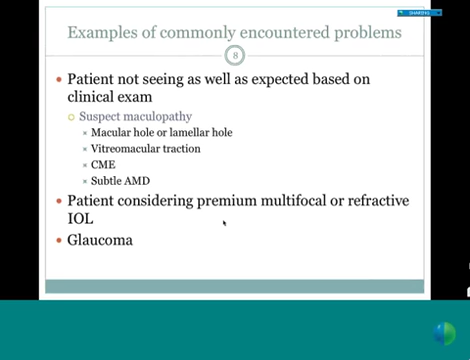 SHARING
Examples of commonly encountered problems
8
Patient not seeing as well as expected based on
clinical exam
Suspect maculopathy
Macular hole or lamellar hole
Vitreomacular traction
CME
Subtle AMD
Patient considering premium multifocal or refractive
IOL
Glaucoma